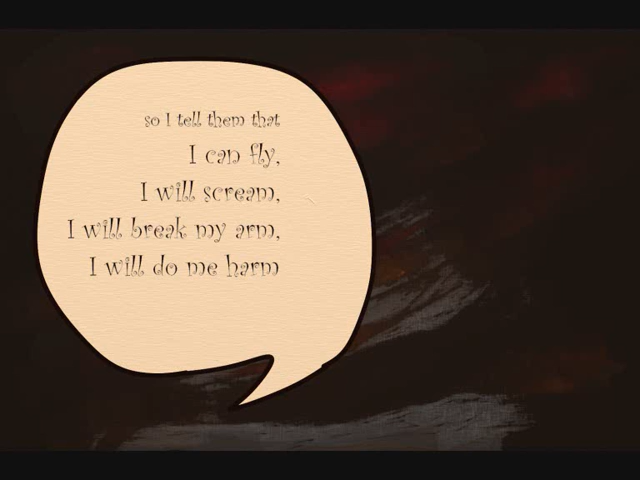 so I tell them that
I can fly,
I will scream,
I will break my arm,
I will do me harm